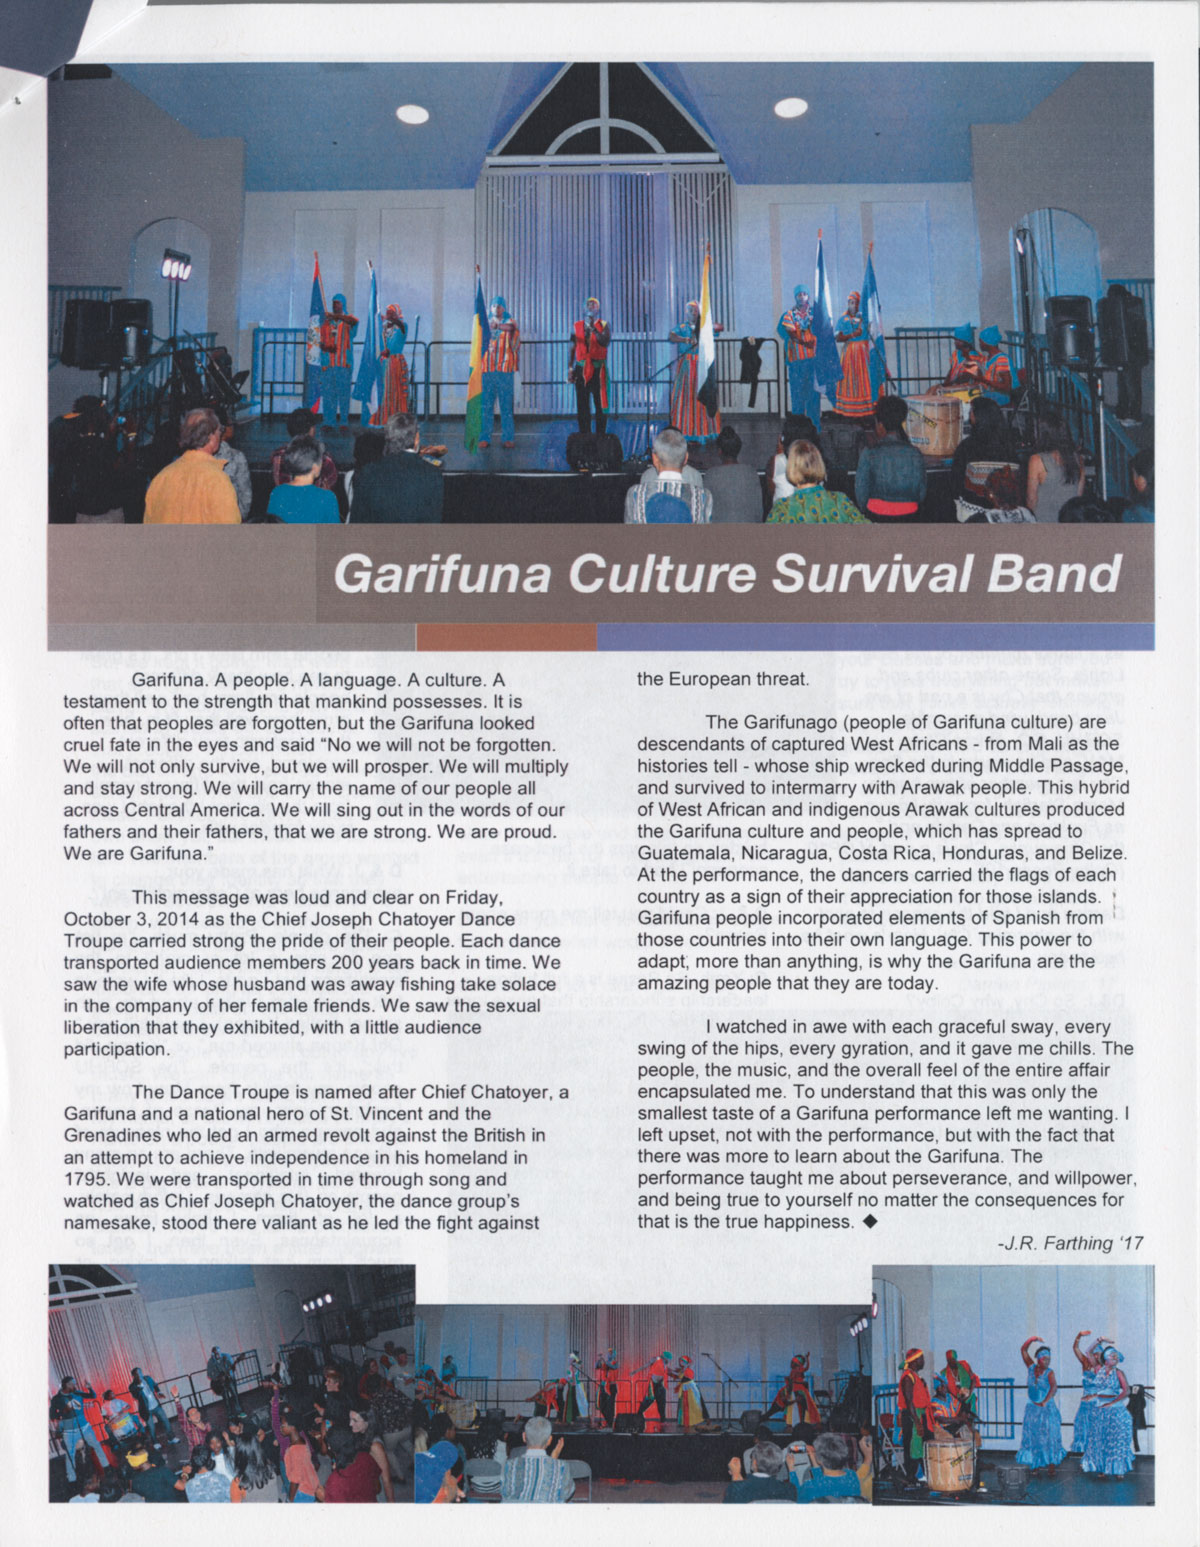 Garifuna Culture Survival Band
Garifuna. A people. A language. A culture. A
testament to the strength that mankind possesses. It is
often that peoples are forgotten, but the Garifuna looked
cruel fate in the eyes and said “No we will not be forgotten.
We will not only survive, but we will prosper. We will multiply
and stay strong. We will carry the name of our people all
across Central America. We will sing out in the words of our
fathers and their fathers, that we are strong. We are proud.
We are Garifuna.”
This message was loud and clear on Friday,
October 3, 2014 as the Chief Joseph Chatoyer Dance
Troupe carried strong the pride of their people. Each dance
transported audience members 200 years back in time. We
saw the wife whose husband was away fishing take solace
in the company of her female friends. We saw the sexual
liberation that they exhibited, with a little audience
participation.
The Dance Troupe is named after Chief Chatoyer, a
Garifuna and a national hero of St. Vincent and the
Grenadines who led an armed revolt against the British in
an attempt to achieve independence in his homeland in
1795. We were transported in time through song and
watched as Chief Joseph Chatoyer, the dance group’s
namesake, stood there valiant as he led the fight against
the European threat.
The Garifunago (people of Garifuna culture) are
descendants of captured West Africans - from Mali as the
histories tell - whose ship wrecked during Middle Passage,
and survived to intermarry with Arawak people. This hybrid
of West African and indigenous Arawak cultures produced
the Garifuna culture and people, which has spread to
Guatemala, Nicaragua, Costa Rica, Honduras, and Belize.
At the performance, the dancers carried the flags of each
country as a sign of their appreciation for those islands.
Garifuna people incorporated elements of Spanish from
those countries into their own language. This power to
adapt, more than anything, is why the Garifuna are the
amazing people that they are today.
I watched in awe with each graceful sway, every
swing of the hips, every gyration, and it gave me chills. The
people, the music, and the overall feel of the entire affair
encapsulated me. To understand that this was only the
smallest taste of a Garifuna performance left me wanting. I
left upset, not with the performance, but with the fact that
there was more to learn about the Garifuna. The
performance taught me about perseverance, and willpower,
and being true to yourself no matter the consequences for
that is the true happiness. ◆
-J.R. Farthing ‘17